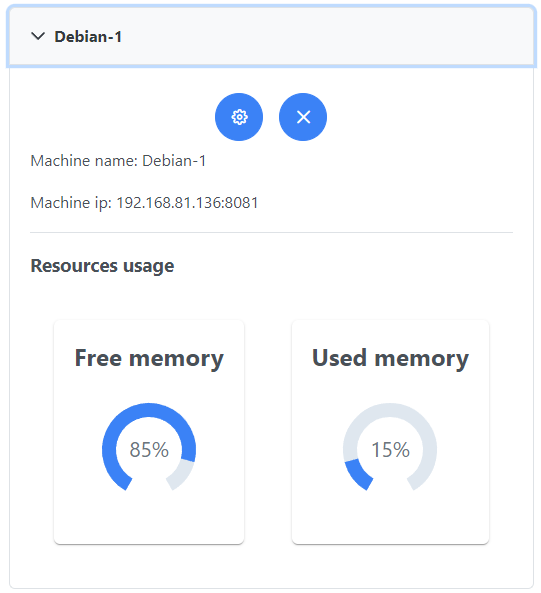 Debian-1
Machine name: Debian-1
Machine ip: 192.168.81.136:8081
Resources usage
Free memory
85%
Used memory
15%